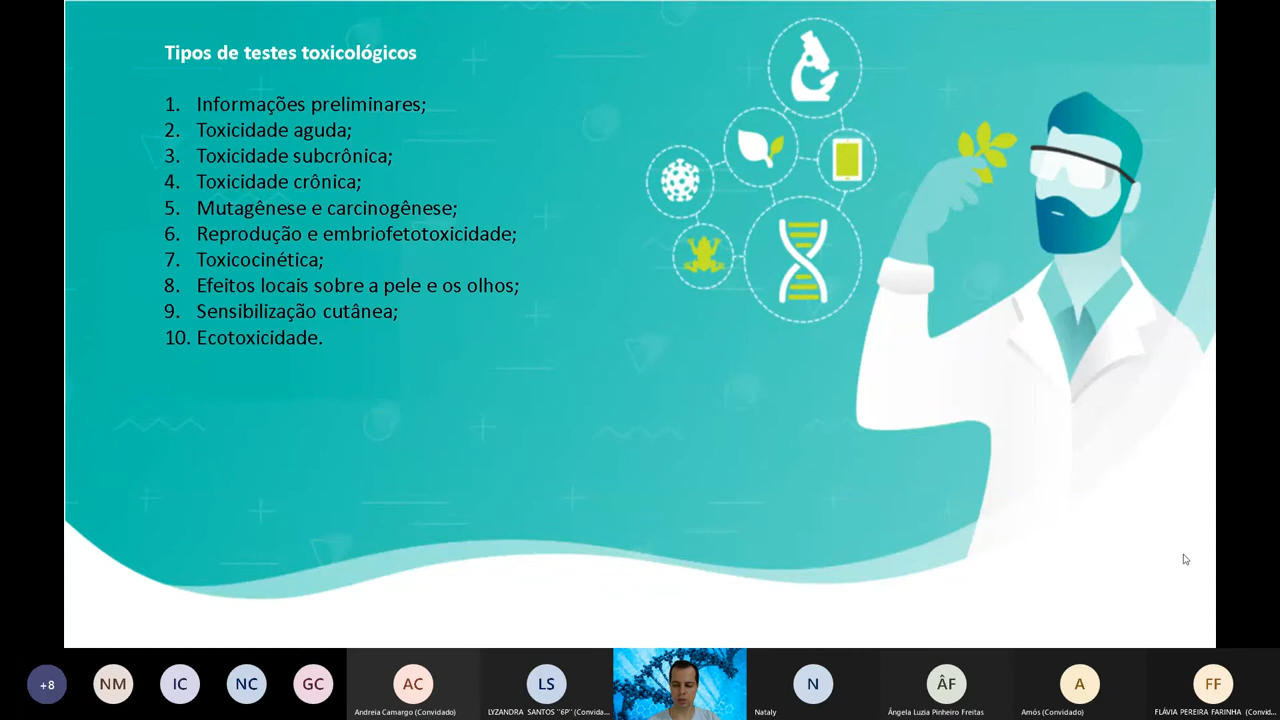 Tipos de testes toxicológicos
1. Informações preliminares;
2. Toxicidade aguda;
3. Toxicidade subcrônica;
4. Toxicidade crônica;
5. Mutagênese e carcinogênese;
6. Reprodução e embriofetotoxicidade;
7. Toxicocinética;
8. Efeitos locais sobre a pele e os olhos;
9. Sensibilização cutânea;
10. Ecotoxicidade.
+8
NM
IC
NC
GC
AC
LS
N
ÂF
A
FF
Andreia Camargo (Convidado)
LYZANDRA SANTOS "6P" (Convida...
Nataly
Ângela Luzia Pinheiro Freitas
Amós (Convidado)
FLÁVIA PEREIRA FARINHA (Convid...